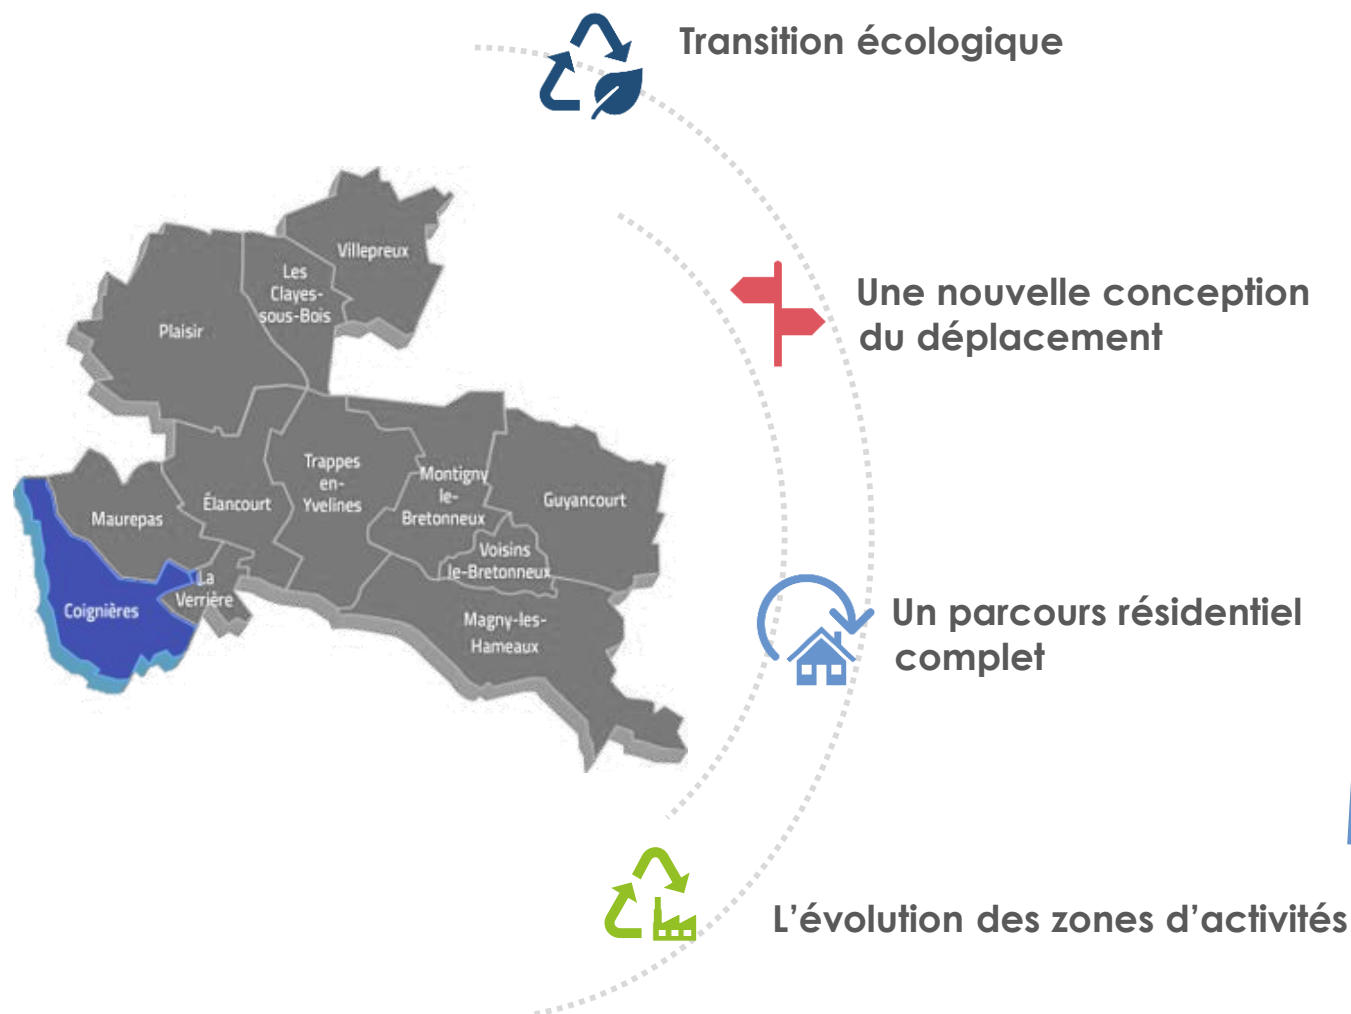 Transition écologique
Villepreux
Les
Clayes-
sous-Bois
Plaisir
Une nouvelle conception
du déplacement
Trappes
en-
Yvelines
Montigny
le-
Bretonneux
Guyancourt
Élancourt
Maurepas
Voisins
le-Bretonneux
La
Verrière
Coignières
Magny-les-
Hameaux
Un parcours résidentiel
complet
L’évolution des zones d’activités